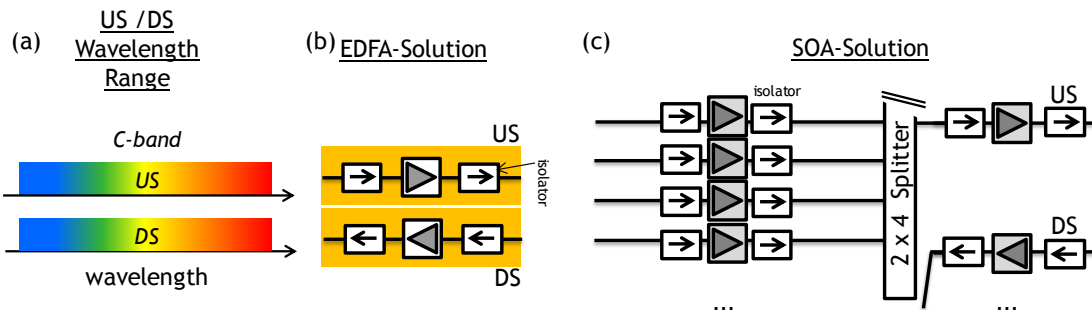 (a)
US /DS
Wavelength
Range
C-band
US
DS
wavelength
(b)
EDFA-Solution
US
isolator
DS
(c)
SOA-Solution
isolator
US
2 x 4 Splitter
DS
...
...